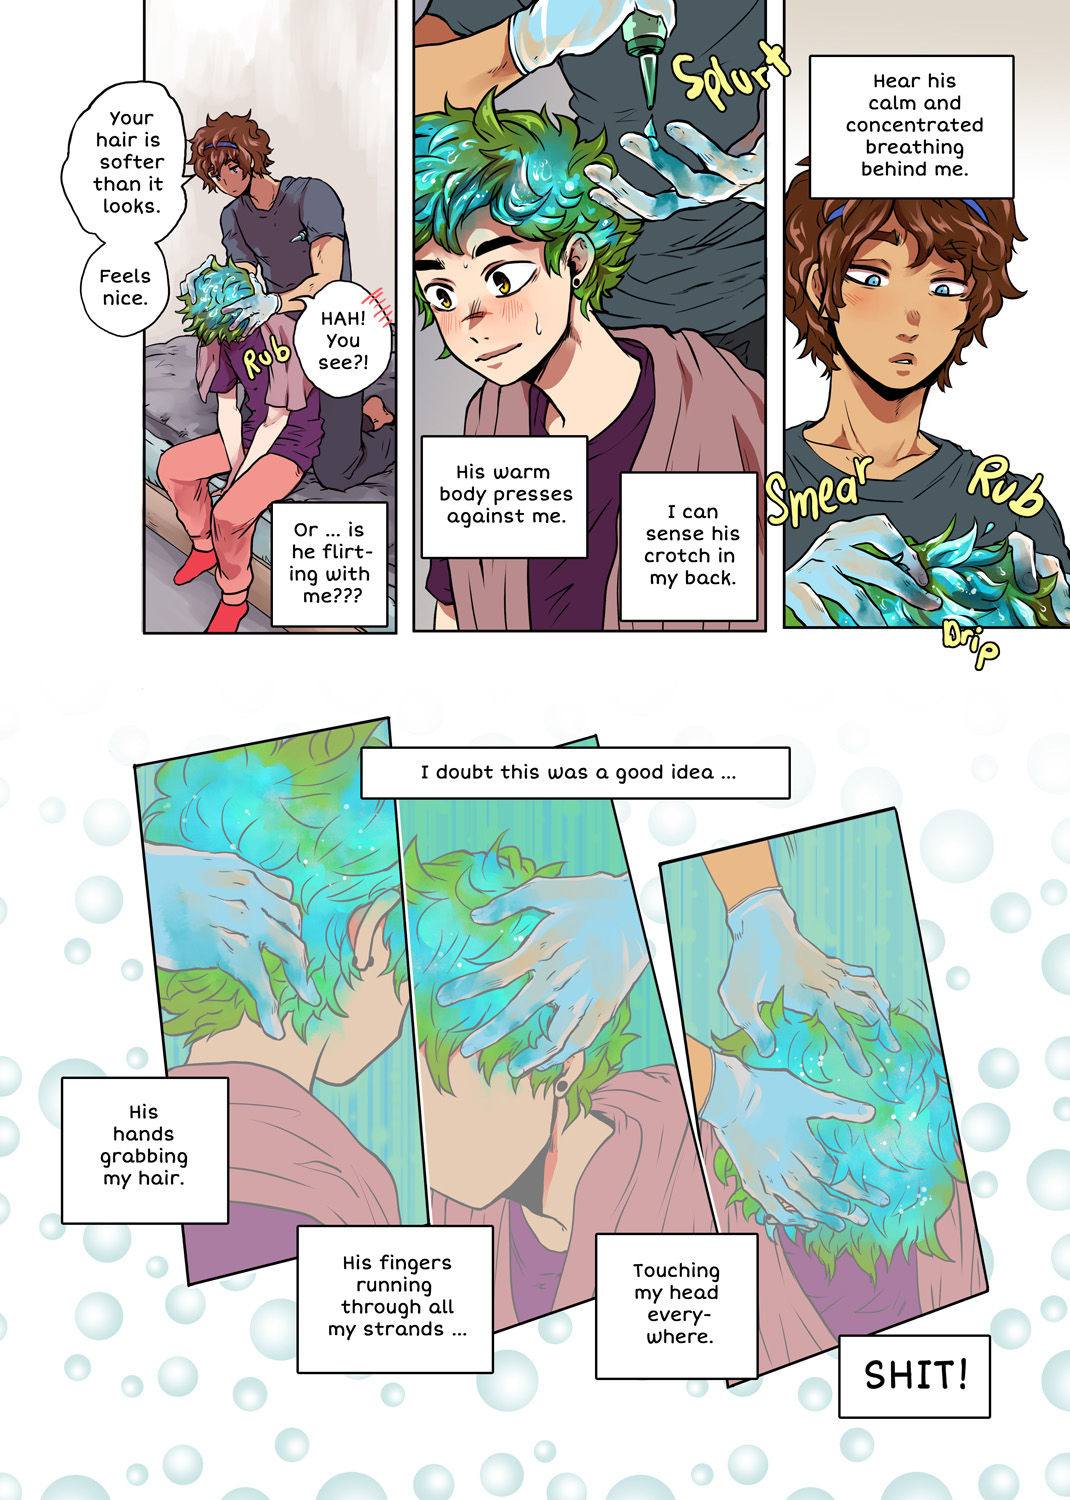 Your
hair is
softer
than it
looks.
Feels
nice.
HAH!
You
see?!
Rub
Or ... is
he flirt-
ing with
me???
Splurt
His warm
body presses
against me.
I can
sense his
crotch in
my back.
Hear his
calm and
concentrated
breathing
behind me.
Smear
Rub
Drip
I doubt this was a good idea ...
His
hands
grabbing
my hair.
His fingers
running
through all
my strands ...
Touching
my head
every-
where.
SHIT!